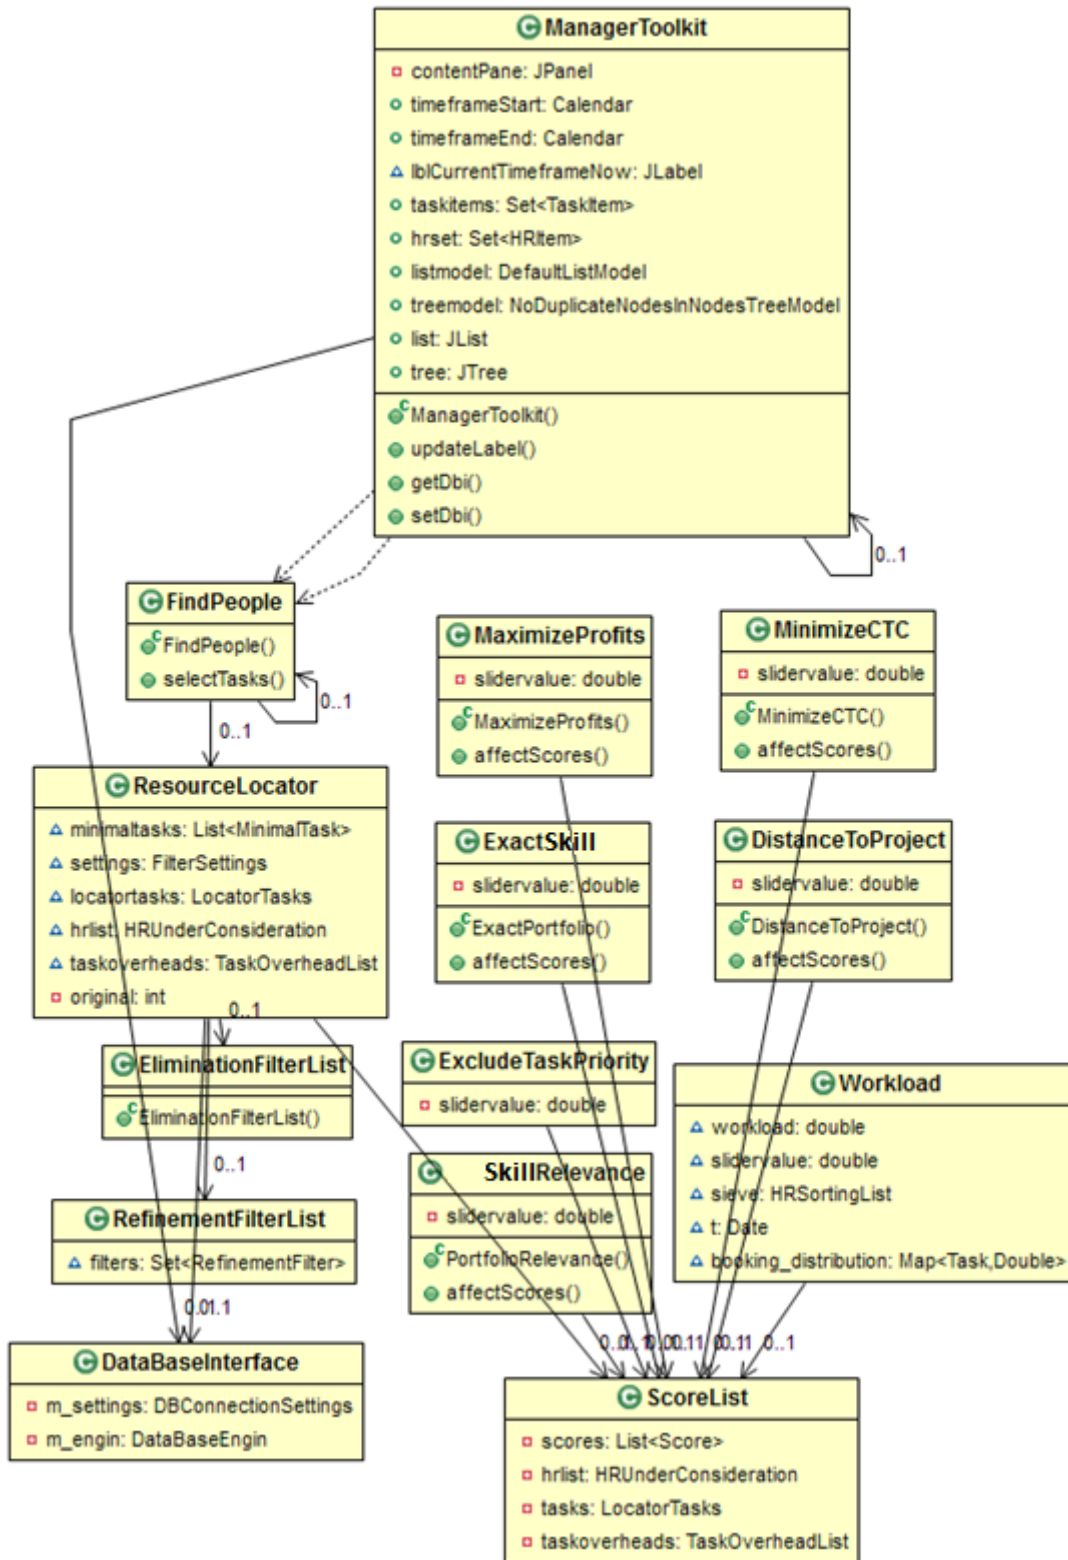 ManagerToolkit
contentPane: JPanel
timeframeStart: Calendar
timeframeEnd: Calendar
lblCurrentTimeframeNow: JLabel
taskitems: Set<TaskItem>
hrset: Set<HRItem>
listmodel: DefaultListModel
treemodel: NoDuplicateNodesInNodesTreeModel
list: JList
tree: JTree
ManagerToolkit()
updateLabel()
getDbi()
setDbi()
0..1
FindPeople
FindPeople()
selectTasks()
0..1
0..1
MaximizeProfits
slidervalue: double
MaximizeProfits()
affectScores()
MinimizeCTC
slidervalue: double
MinimizeCTC()
affectScores()
ResourceLocator
minimaltasks: List<MinimalTask>
settings: FilterSettings
locatortasks: LocatorTasks
hrlist: HRUnderConsideration
taskoverheads: TaskOverheadList
original: int
0..1
ExactSkill
slidervalue: double
ExactPortfolio()
affectScores()
DistanceToProject
slidervalue: double
DistanceToProject()
affectScores()
EliminationFilterList
EliminationFilterList()
0..1
ExcludeTaskPriority
slidervalue: double
Workload
workload: double
slidervalue: double
sieve: HRSortingList
t: Date
booking_distribution: Map<Task,Double>
SkillRelevance
slidervalue: double
PortfolioRelevance()
affectScores()
RefinementFilterList
filters: Set<RefinementFilter>
0..1
DataBaseInterface
m_settings: DBConnectionSettings
m_engin: DataBaseEngin
ScoreList
scores: List<Score>
hrlist: HRUnderConsideration
tasks: LocatorTasks
taskoverheads: TaskOverheadList